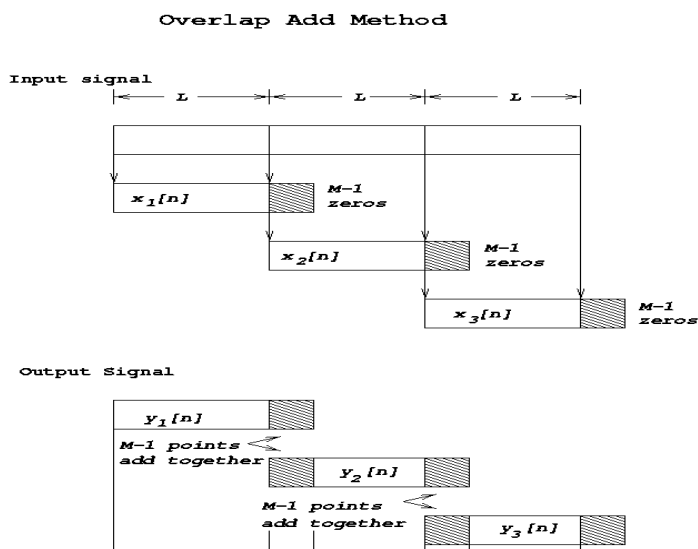 Overlap Add Method
Input signal
L L L
x1[n] M-1
zeros
x2[n] M-1
zeros
x3[n] M-1
zeros
Output Signal
y1[n]
M-1 points
add together
y2[n]
M-1 points
add together
y3[n]